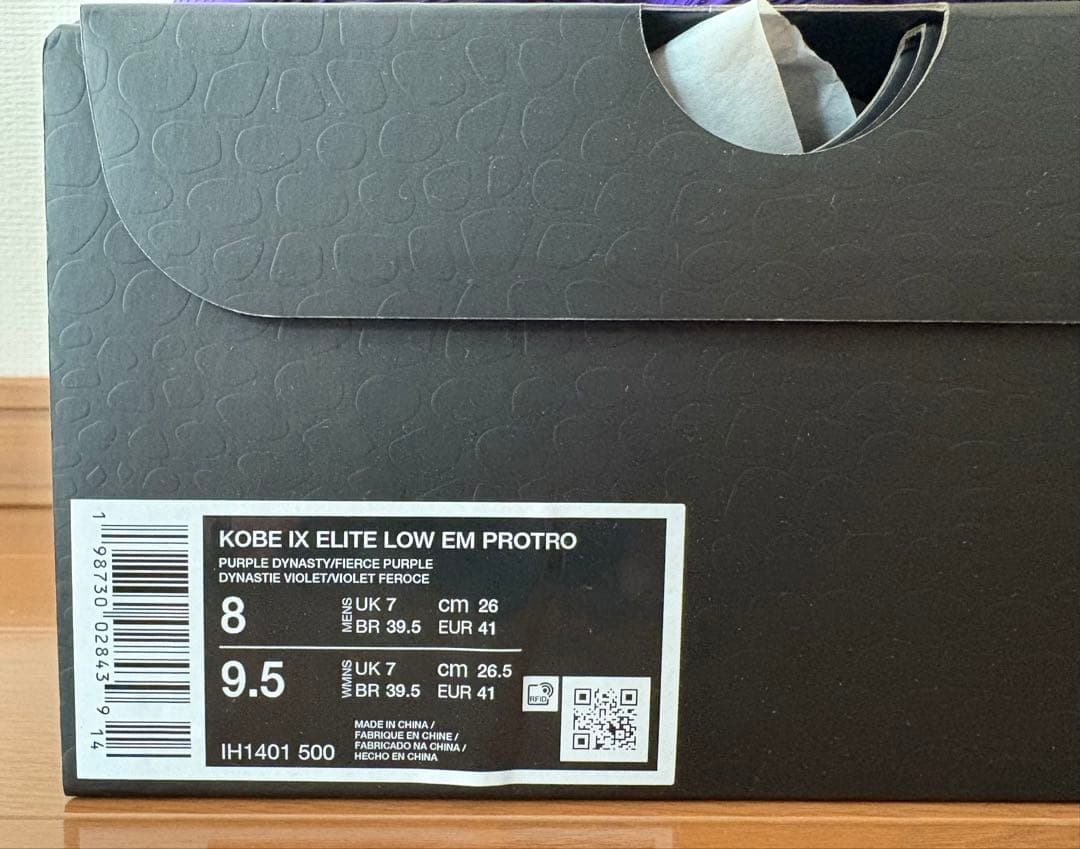 KOBE IX ELITE LOW EM PROTRO
PURPLE DYNASTY/FIERCE PURPLE
DYNASTIE VIOLET/VIOLET FEROCE
8 MENS UK 7 cm 26
BR 39.5 EUR 41
9.5 WMNS UK 7 cm 26.5
BR 39.5 EUR 41
RFID
MADE IN CHINA /
FABRIQUE EN CHINE /
FABRICADO NA CHINA /
HECHO EN CHINA
IH1401 500
1 98730 02843 9 14